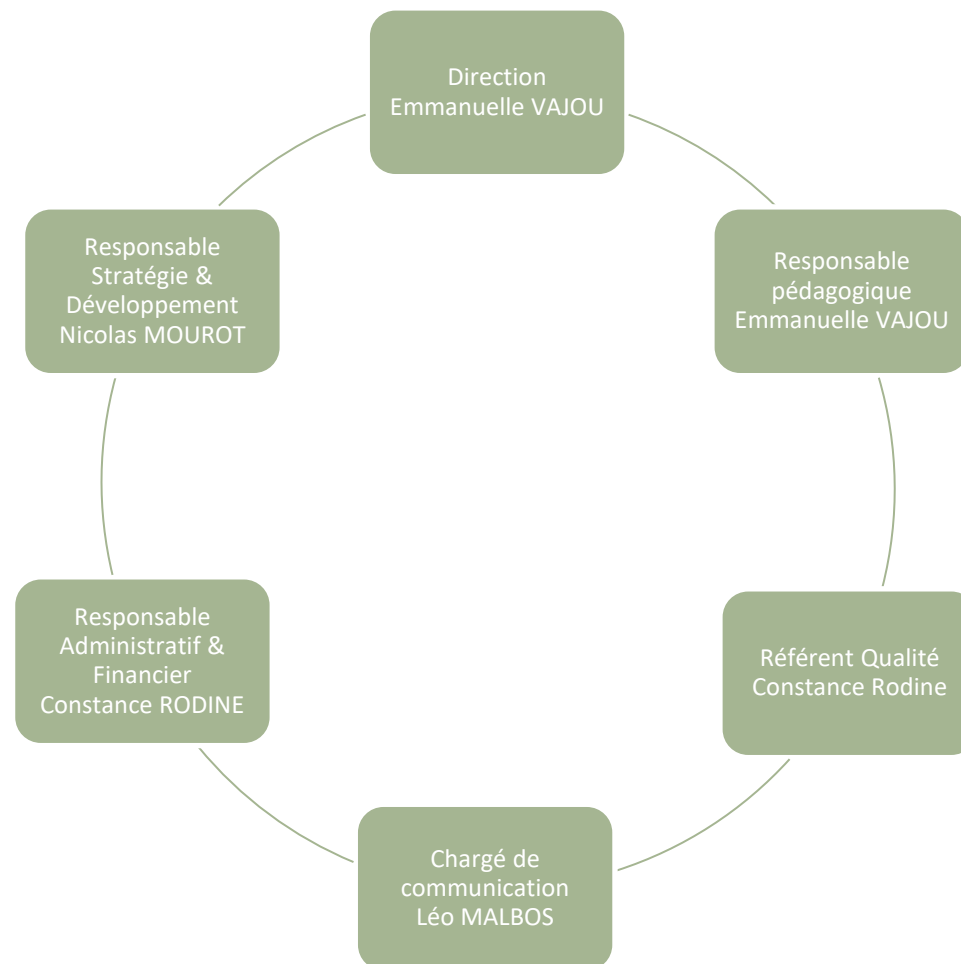 Direction
Emmanuelle VAJOU
Responsable
pédagogique
Emmanuelle VAJOU
Référent Qualité
Constance Rodine
Chargé de
communication
Léo MALBOS
Responsable
Administratif &
Financier
Constance RODINE
Responsable
Stratégie &
Développement
Nicolas MOUROT